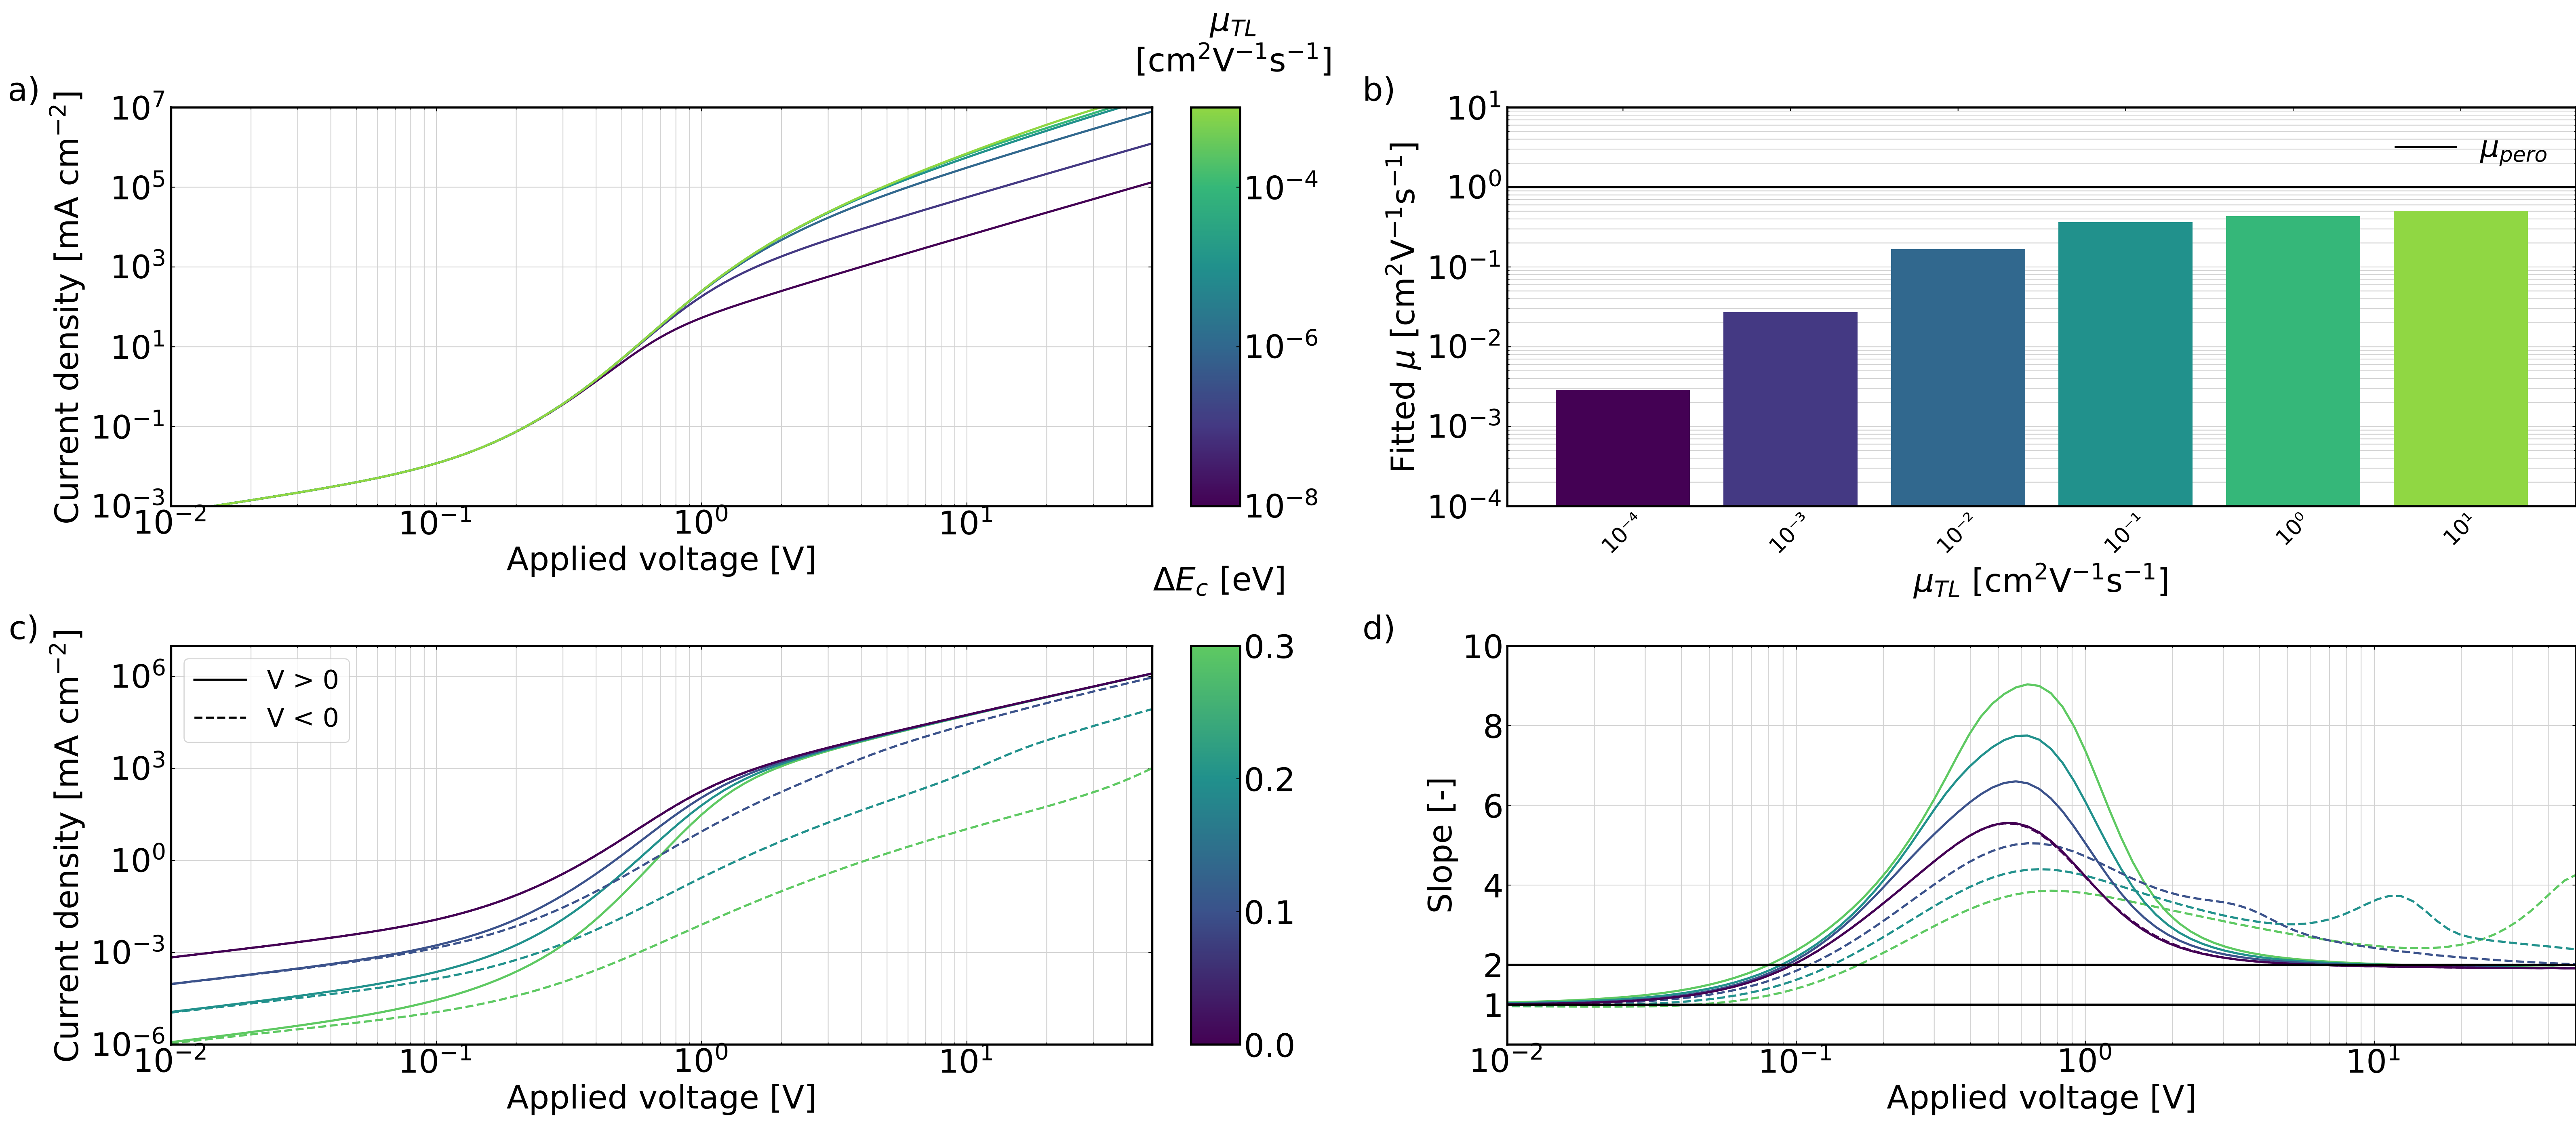 μ_TL
[cm²V⁻¹s⁻¹]
a)
Current density [mA cm⁻²]
10⁷
10⁵
10³
10¹
10⁻¹
10⁻³
10⁻² 10⁻¹ 10⁰ 10¹
Applied voltage [V]
10⁻⁴
10⁻⁶
10⁻⁸
b)
Fitted μ [cm²V⁻¹s⁻¹]
10¹
10⁰
10⁻¹
10⁻²
10⁻³
10⁻⁴
μ_pero
10⁻⁴ 10⁻³ 10⁻² 10⁻¹ 10⁰ 10¹
μ_TL [cm²V⁻¹s⁻¹]
c)
Current density [mA cm⁻²]
10⁶
10³
10⁰
10⁻³
10⁻⁶
V > 0
V < 0
10⁻² 10⁻¹ 10⁰ 10¹
Applied voltage [V]
ΔE_c [eV]
0.3
0.2
0.1
0.0
d)
Slope [-]
10
8
6
4
2
1
10⁻² 10⁻¹ 10⁰ 10¹
Applied voltage [V]